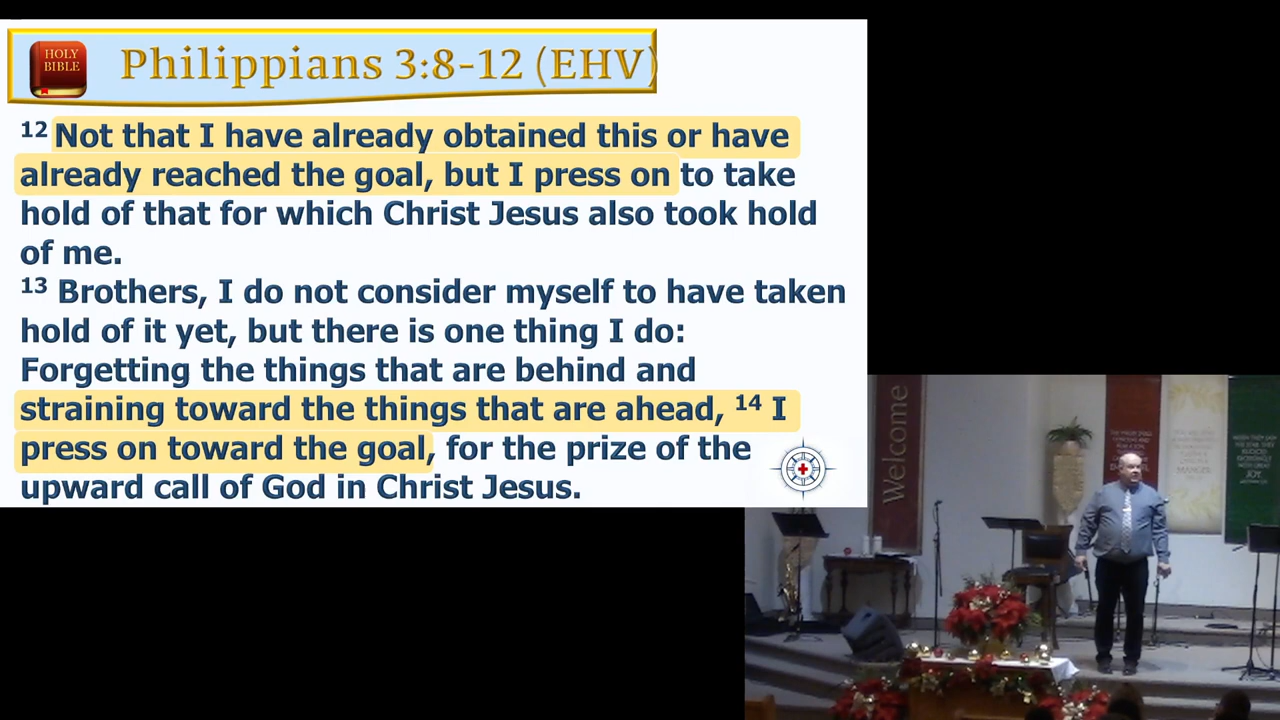 HOLY
BIBLE
Philippians 3:8-12 (EHV)
12 Not that I have already obtained this or have
already reached the goal, but I press on to take
hold of that for which Christ Jesus also took hold
of me.
13 Brothers, I do not consider myself to have taken
hold of it yet, but there is one thing I do:
Forgetting the things that are behind and
straining toward the things that are ahead, 14 I
press on toward the goal, for the prize of the
upward call of God in Christ Jesus.
Welcome
JOY